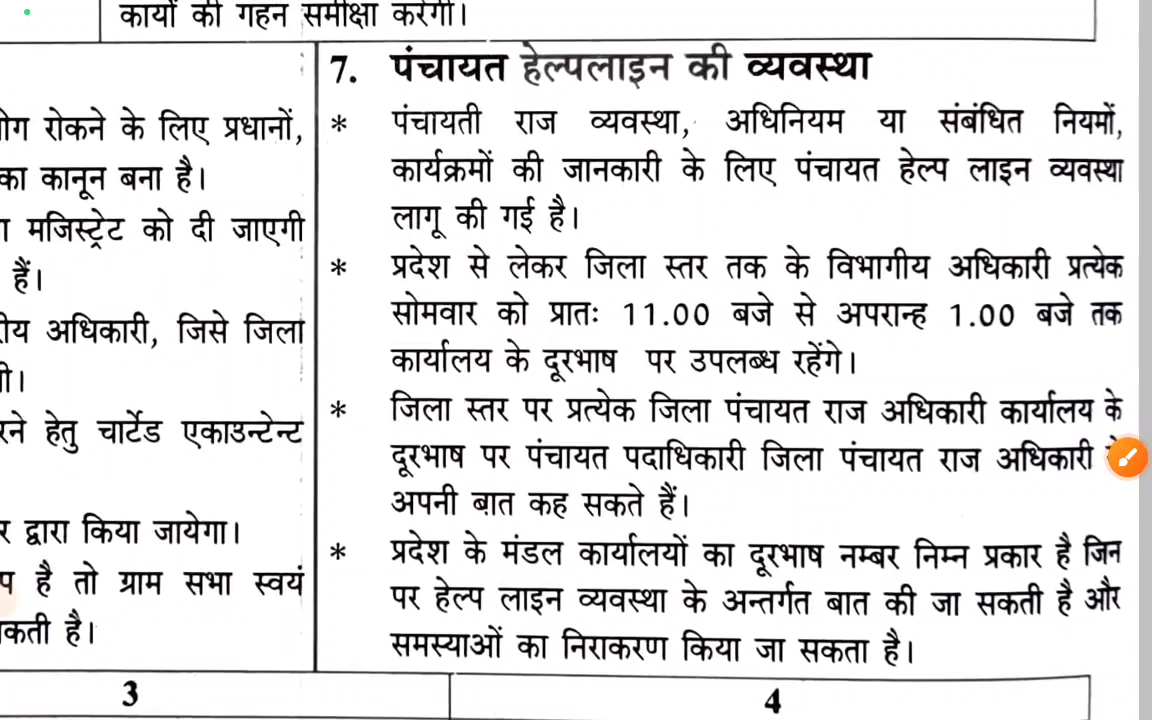 कार्यो की गहन समीक्षा करेगी।
रोकने के लिए प्रधानों,
का कानून बना है।
मजिस्ट्रेट को दी जाएगी
हैं।
अधिकारी, जिसे जिला
हेतु चार्टेड एकाउन्टेन्ट
द्वारा किया जायेगा।
है तो ग्राम सभा स्वयं
है।
3
7. पंचायत हेल्पलाइन की व्यवस्था
* पंचायती राज व्यवस्था, अधिनियम या संबंधित नियमों,
कार्यक्रमों की जानकारी के लिए पंचायत हेल्प लाइन व्यवस्था
लागू की गई है।
* प्रदेश से लेकर जिला स्तर तक के विभागीय अधिकारी प्रत्येक
सोमवार को प्रातः 11.00 बजे से अपरान्ह 1.00 बजे तक
कार्यालय के दूरभाष पर उपलब्ध रहेंगे।
* जिला स्तर पर प्रत्येक जिला पंचायत राज अधिकारी कार्यालय के
दूरभाष पर पंचायत पदाधिकारी जिला पंचायत राज अधिकारी
अपनी बात कह सकते हैं।
* प्रदेश के मंडल कार्यालयों का दूरभाष नम्बर निम्न प्रकार है जिन
पर हेल्प लाइन व्यवस्था के अन्तर्गत बात की जा सकती है और
समस्याओं का निराकरण किया जा सकता है।
4